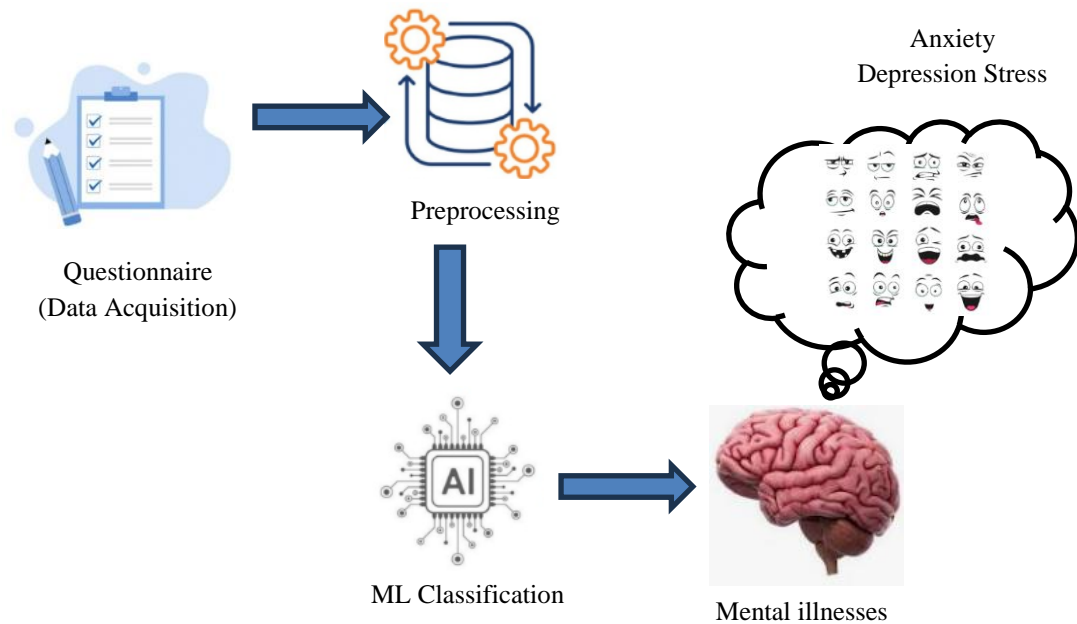 Questionnaire
(Data Acquisition)
Preprocessing
AI
ML Classification
Mental illnesses
Anxiety
Depression Stress